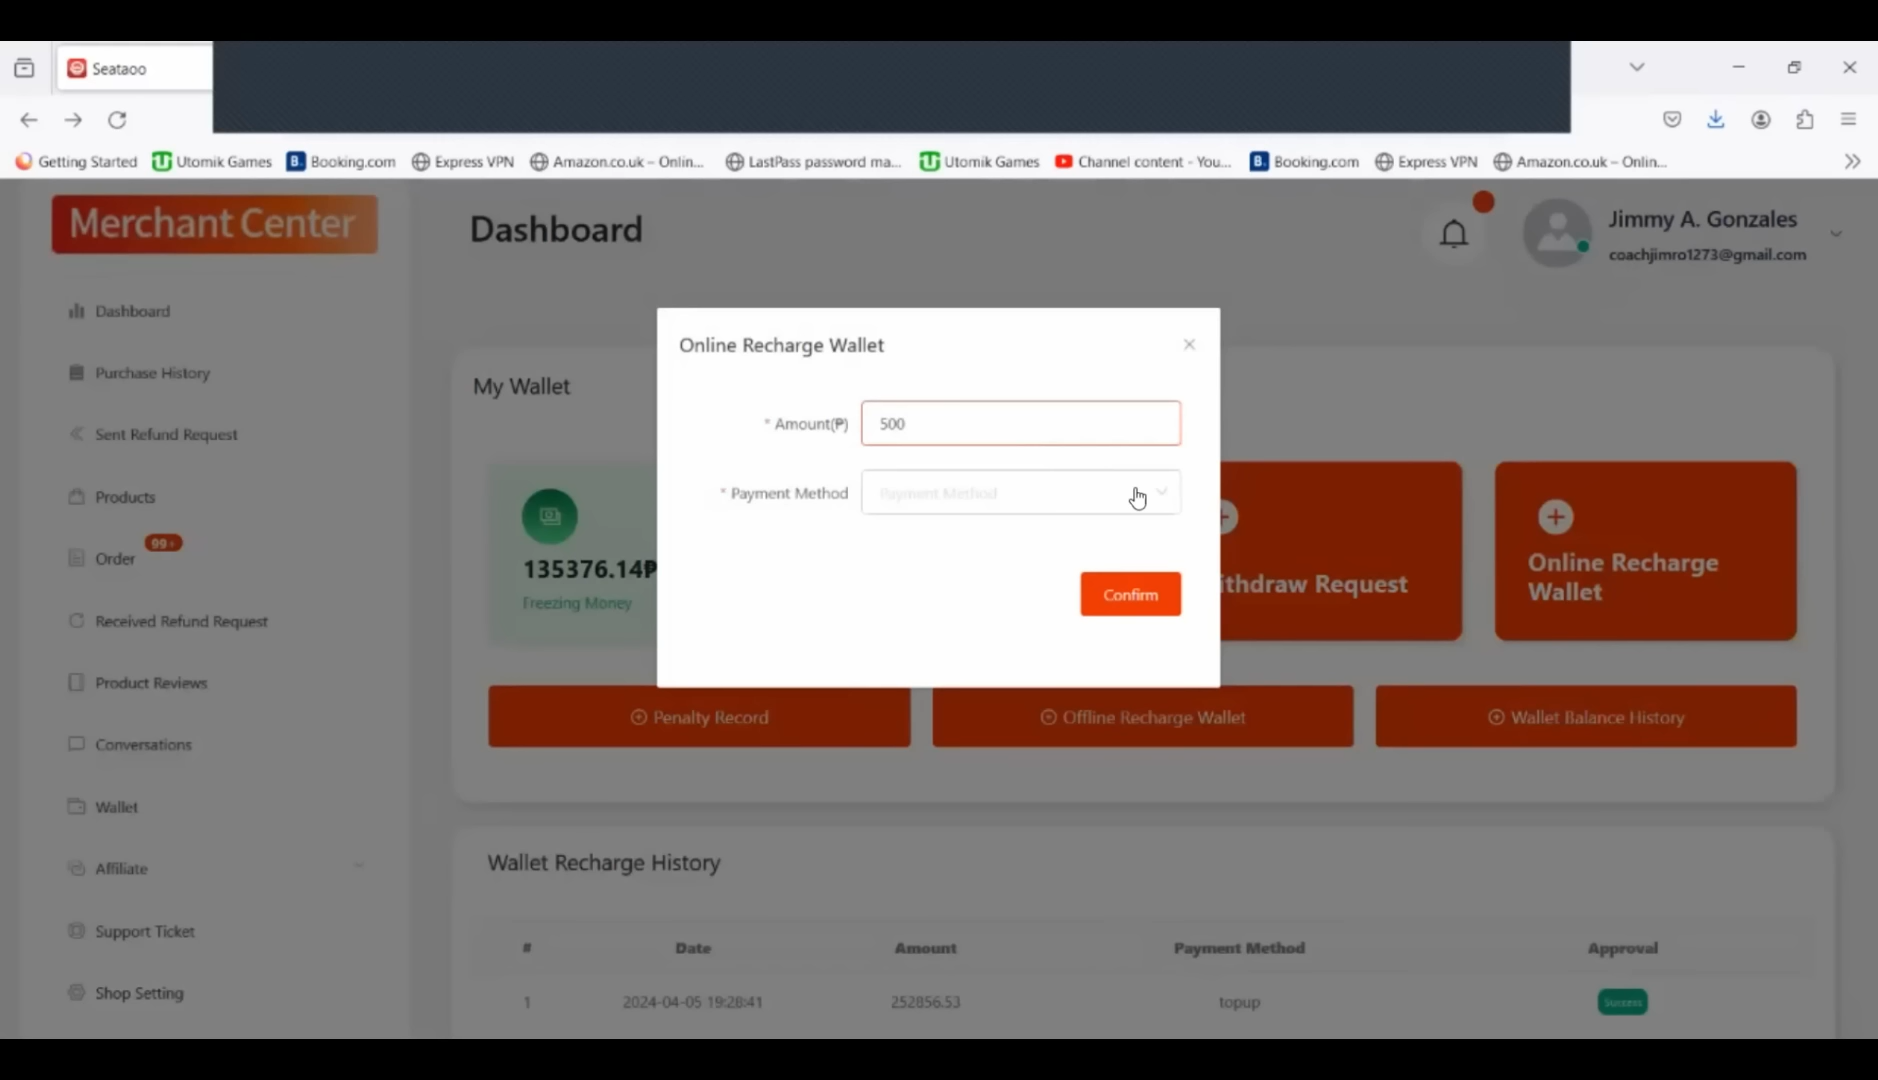 Seataoo
Getting Started
Utomik Games
Booking.com
Express VPN
Amazon.co.uk – Onlin...
LastPass password ma...
Utomik Games
Channel content - You...
Booking.com
Express VPN
Amazon.co.uk – Onlin...
Merchant Center
Dashboard
Jimmy A. Gonzales
coachjimro1273@gmail.com
Dashboard
Purchase History
Sent Refund Request
Products
Order
99+
Received Refund Request
Product Reviews
Conversations
Wallet
Affiliate
Support Ticket
Shop Setting
My Wallet
135376.14₱
Freezing Money
Online Recharge Wallet
* Amount(₱)
500
* Payment Method
Payment Method
Confirm
ithdraw Request
Online Recharge
Wallet
Penalty Record
Offline Recharge Wallet
Wallet Balance History
Wallet Recharge History
# Date Amount Payment Method Approval
1 2024-04-05 19:28:41 252856.53 topup Success